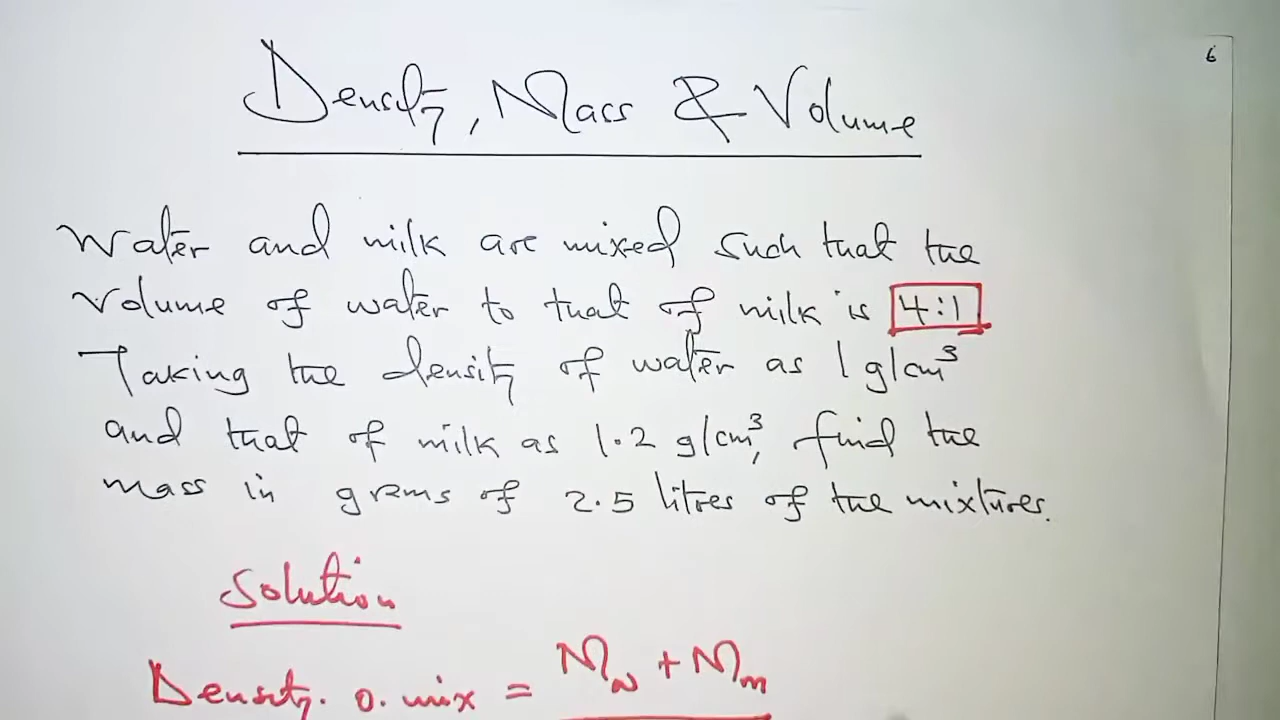 6
Density, Mass & Volume
Water and milk are mixed such that the
volume of water to that of milk is 4:1
Taking the density of water as 1 g/cm³
and that of milk as 1.2 g/cm³, find the
mass in grams of 2.5 litres of the mixtures.
Solution
Density. o. mix = Mw + Mm